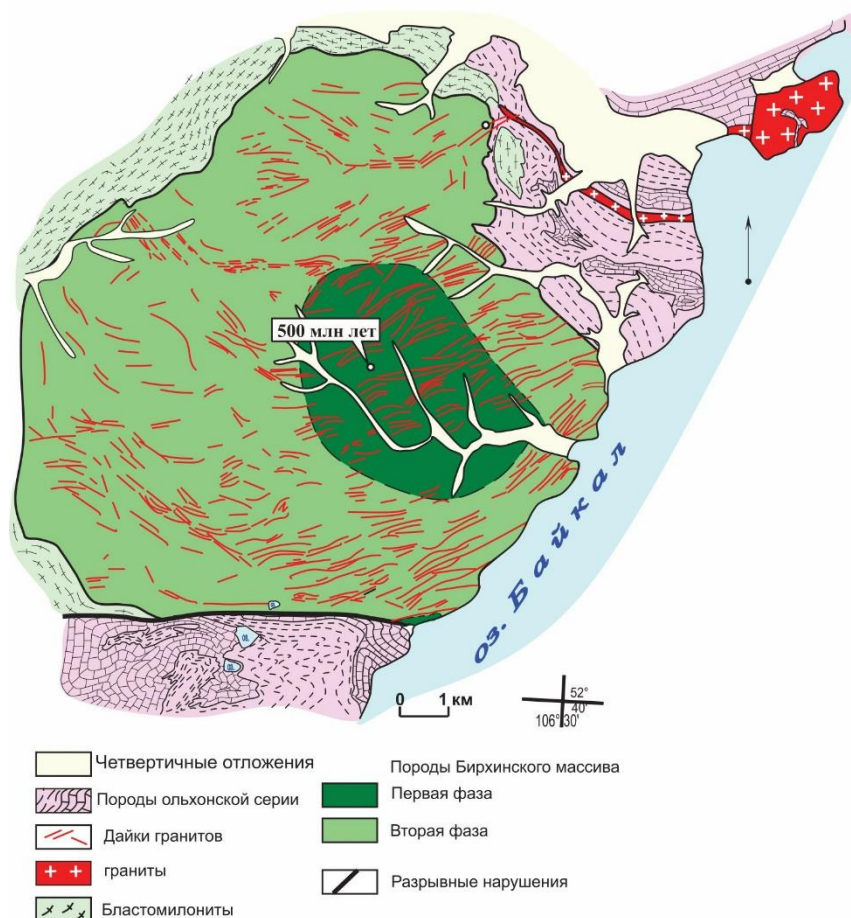 500 млн лет
оз. Байкал
0 1 км
52°
40'
106°30'
Четвертичные отложения
Породы ольхонской серии
Дайки гранитов
граниты
Бластомилониты
Породы Бирхинского массива
Первая фаза
Вторая фаза
Разрывные нарушения